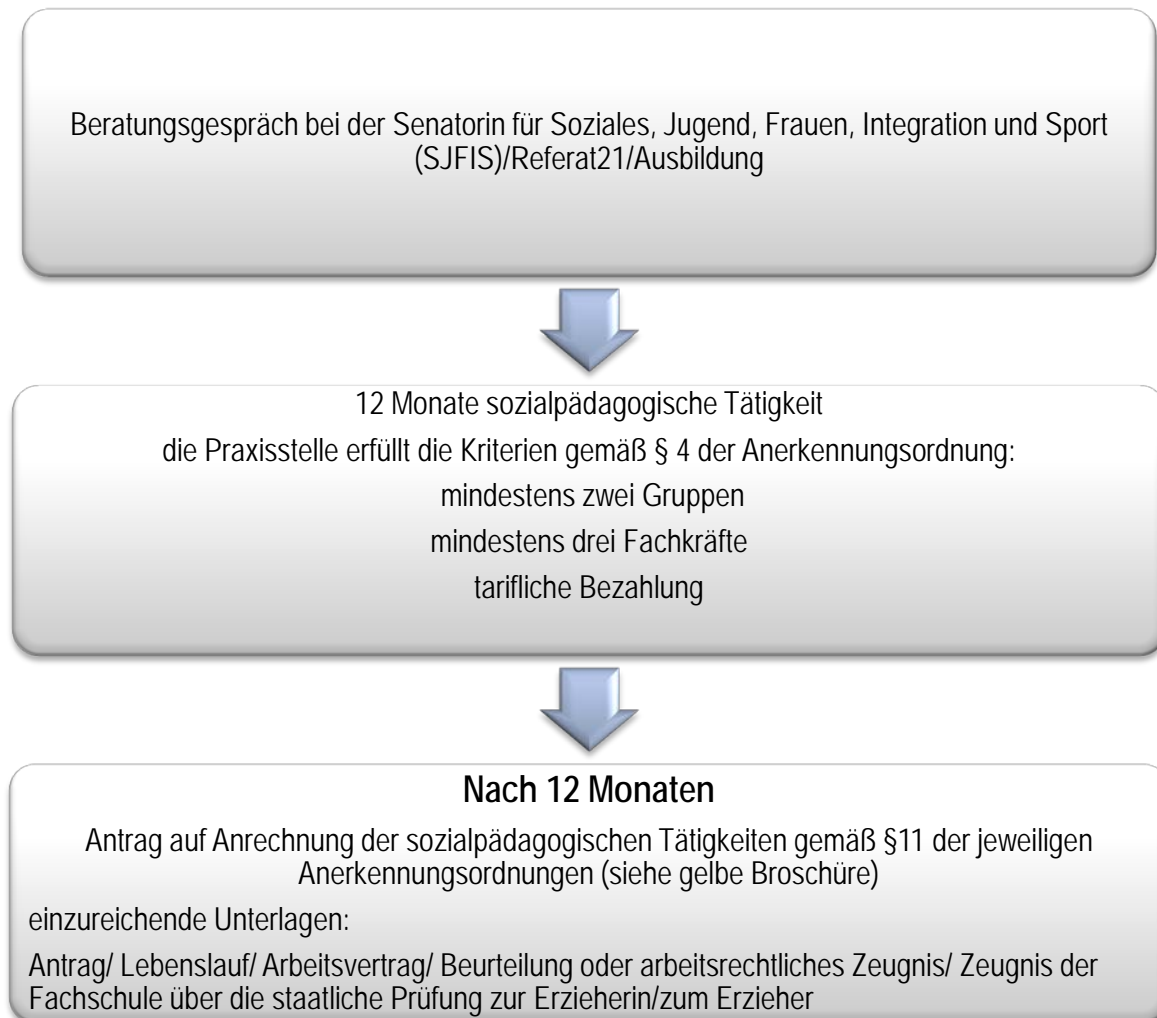 Beratungsgespräch bei der Senatorin für Soziales, Jugend, Frauen, Integration und Sport
(SJFIS)/Referat21/Ausbildung
12 Monate sozialpädagogische Tätigkeit
die Praxisstelle erfüllt die Kriterien gemäß § 4 der Anerkennungsordnung:
mindestens zwei Gruppen
mindestens drei Fachkräfte
tarifliche Bezahlung
Nach 12 Monaten
Antrag auf Anrechnung der sozialpädagogischen Tätigkeiten gemäß §11 der jeweiligen
Anerkennungsordnungen (siehe gelbe Broschüre)
einzureichende Unterlagen:
Antrag/ Lebenslauf/ Arbeitsvertrag/ Beurteilung oder arbeitsrechtliches Zeugnis/ Zeugnis der
Fachschule über die staatliche Prüfung zur Erzieherin/zum Erzieher